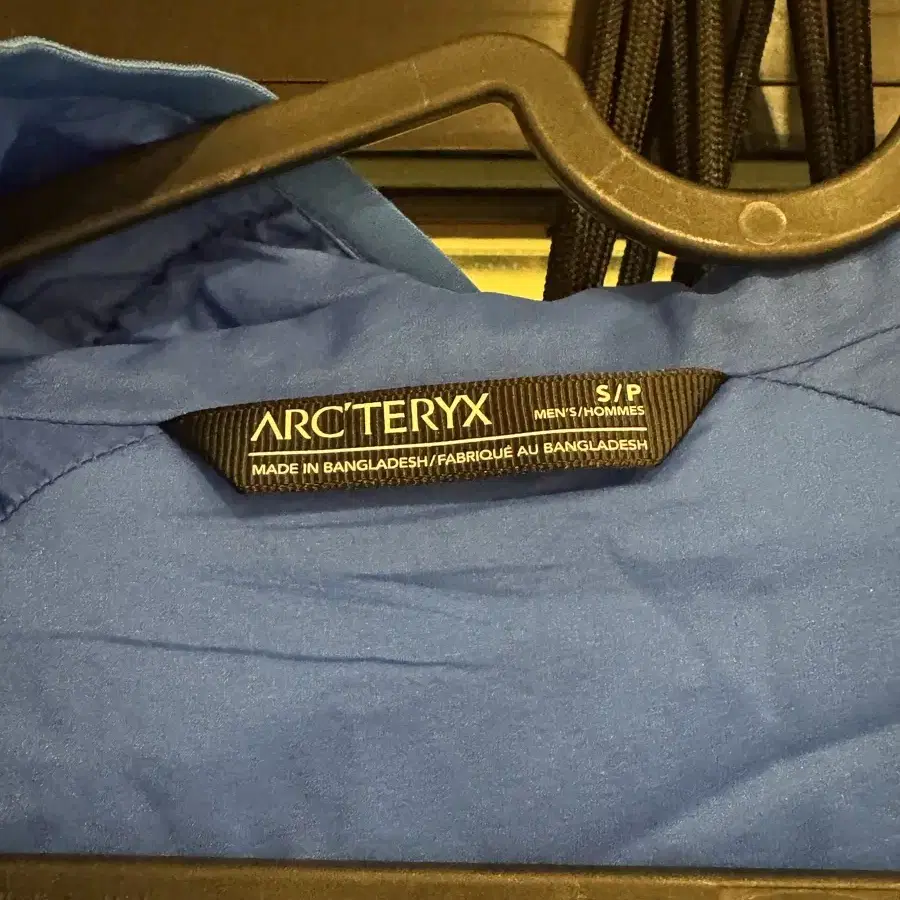 ARC'TERYX
S/P
MEN'S/HOMMES
MADE IN BANGLADESH/FABRIQUÉ AU BANGLADESH